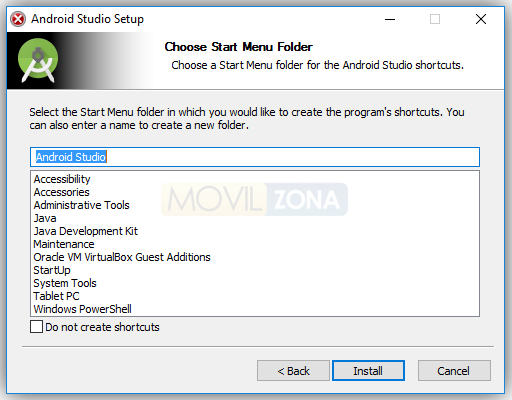 Android Studio Setup
Choose Start Menu Folder
Choose a Start Menu folder for the Android Studio shortcuts.
Select the Start Menu folder in which you would like to create the program's shortcuts. You
can also enter a name to create a new folder.
Android Studio
Accessibility
Accessories
Administrative Tools
Java
Java Development Kit
Maintenance
Oracle VM VirtualBox Guest Additions
StartUp
System Tools
Tablet PC
Windows PowerShell
MOVILZONA
Do not create shortcuts
< Back
Install
Cancel